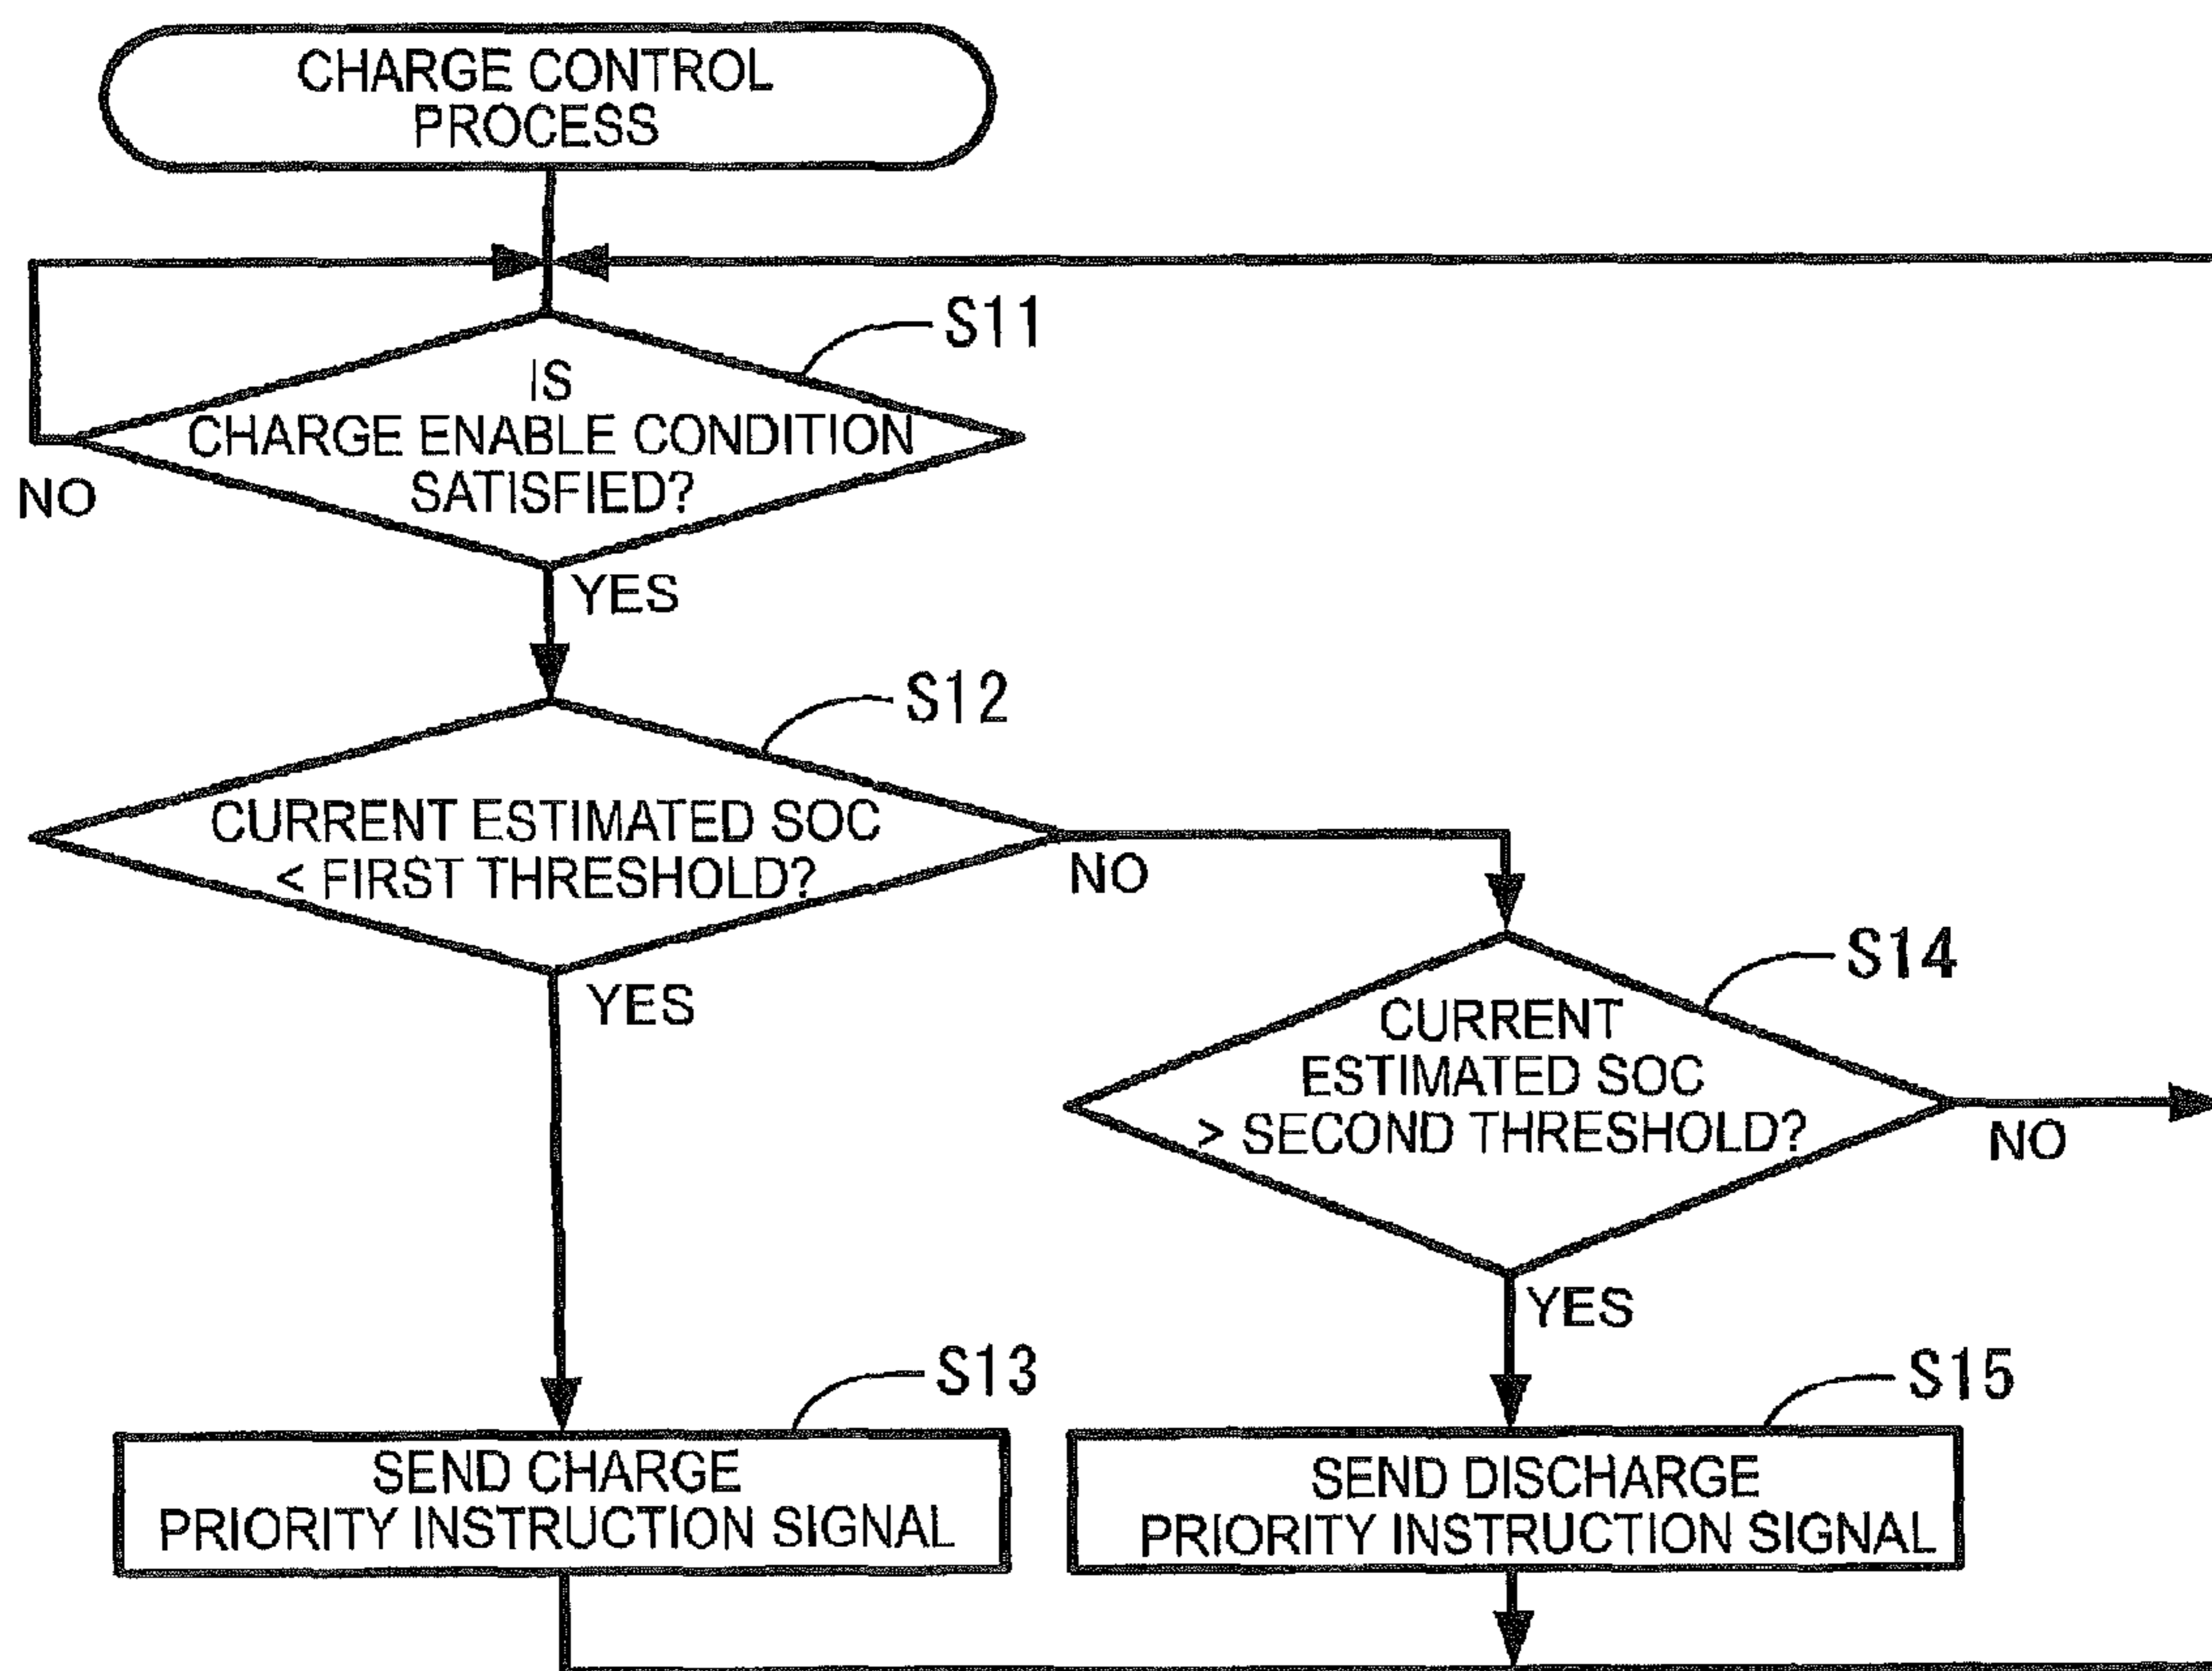 CHARGE CONTROL
PROCESS
S11
IS
CHARGE ENABLE CONDITION
SATISFIED?
NO
YES
S12
CURRENT ESTIMATED SOC
< FIRST THRESHOLD?
NO
YES
S14
CURRENT
ESTIMATED SOC
> SECOND THRESHOLD?
NO
YES
S13
SEND CHARGE
PRIORITY INSTRUCTION SIGNAL
S15
SEND DISCHARGE
PRIORITY INSTRUCTION SIGNAL